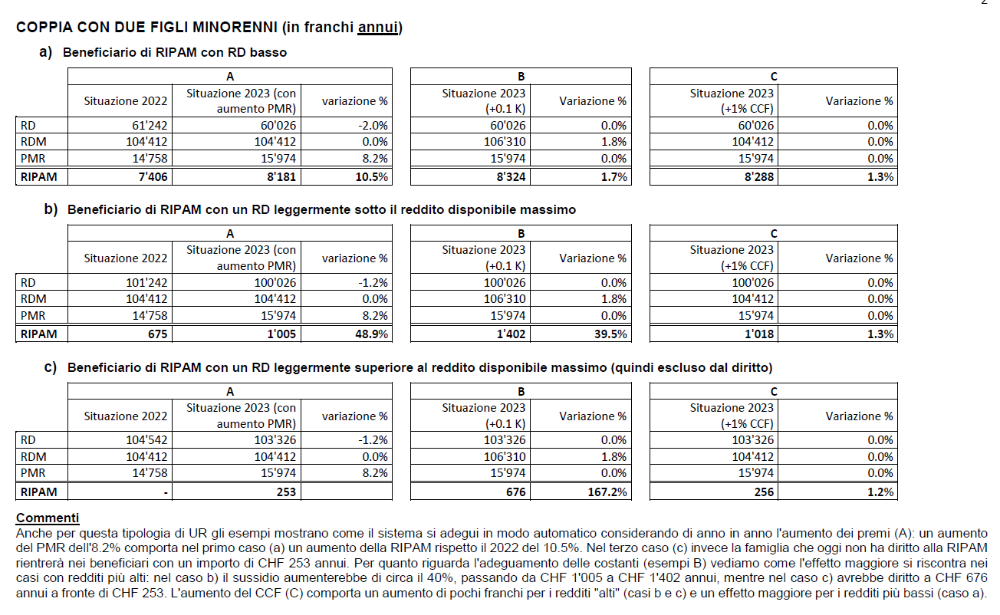 2
COPPIA CON DUE FIGLI MINORENNI (in franchi annui)
a) Beneficiario di RIPAM con RD basso
A B C
Situazione 2022 Situazione 2023 (con aumento PMR) variazione % Situazione 2023 (+0.1 K) Variazione % Situazione 2023 (+1% CCF) Variazione %
RD 61'242 60'026 -2.0% 60'026 0.0% 60'026 0.0%
RDM 104'412 104'412 0.0% 106'310 1.8% 104'412 0.0%
PMR 14'758 15'974 8.2% 15'974 0.0% 15'974 0.0%
RIPAM 7'406 8'181 10.5% 8'324 1.7% 8'288 1.3%
b) Beneficiario di RIPAM con un RD leggermente sotto il reddito disponibile massimo
A B C
Situazione 2022 Situazione 2023 (con aumento PMR) variazione % Situazione 2023 (+0.1 K) Variazione % Situazione 2023 (+1% CCF) Variazione %
RD 101'242 100'026 -1.2% 100'026 0.0% 100'026 0.0%
RDM 104'412 104'412 0.0% 106'310 1.8% 104'412 0.0%
PMR 14'758 15'974 8.2% 15'974 0.0% 15'974 0.0%
RIPAM 675 1'005 48.9% 1'402 39.5% 1'018 1.3%
c) Beneficiario di RIPAM con un RD leggermente superiore al reddito disponibile massimo (quindi escluso dal diritto)
A B C
Situazione 2022 Situazione 2023 (con aumento PMR) variazione % Situazione 2023 (+0.1 K) Variazione % Situazione 2023 (+1% CCF) Variazione %
RD 104'542 103'326 -1.2% 103'326 0.0% 103'326 0.0%
RDM 104'412 104'412 0.0% 106'310 1.8% 104'412 0.0%
PMR 14'758 15'974 8.2% 15'974 0.0% 15'974 0.0%
RIPAM - 253 676 167.2% 256 1.2%
Commenti
Anche per questa tipologia di UR gli esempi mostrano come il sistema si adegui in modo automatico considerando di anno in anno l'aumento dei premi (A): un aumento
del PMR dell'8.2% comporta nel primo caso (a) un aumento della RIPAM rispetto il 2022 del 10.5%. Nel terzo caso (c) invece la famiglia che oggi non ha diritto alla RIPAM
rientrerà nei beneficiari con un importo di CHF 253 annui. Per quanto riguarda l'adeguamento delle costanti (esempi B) vediamo come l'effetto maggiore si riscontra nei
casi con redditi più alti: nel caso b) il sussidio aumenterebbe di circa il 40%, passando da CHF 1'005 a CHF 1'402 annui, mentre nel caso c) avrebbe diritto a CHF 676
annui a fronte di CHF 253. L'aumento del CCF (C) comporta un aumento di pochi franchi per i redditi "alti" (casi b e c) e un effetto maggiore per i redditi più bassi (caso a).